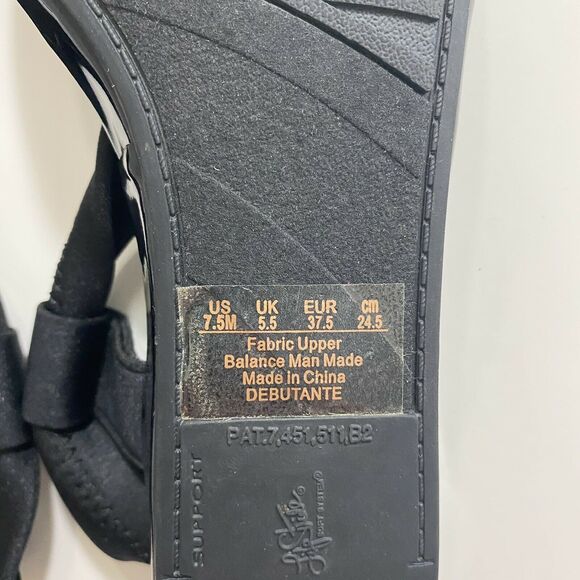 US UK EUR cm
7.5M 5.5 37.5 24.5
Fabric Upper
Balance Man Made
Made in China
DEBUTANTE
PAT.7,451,511,B2
SUPPORT